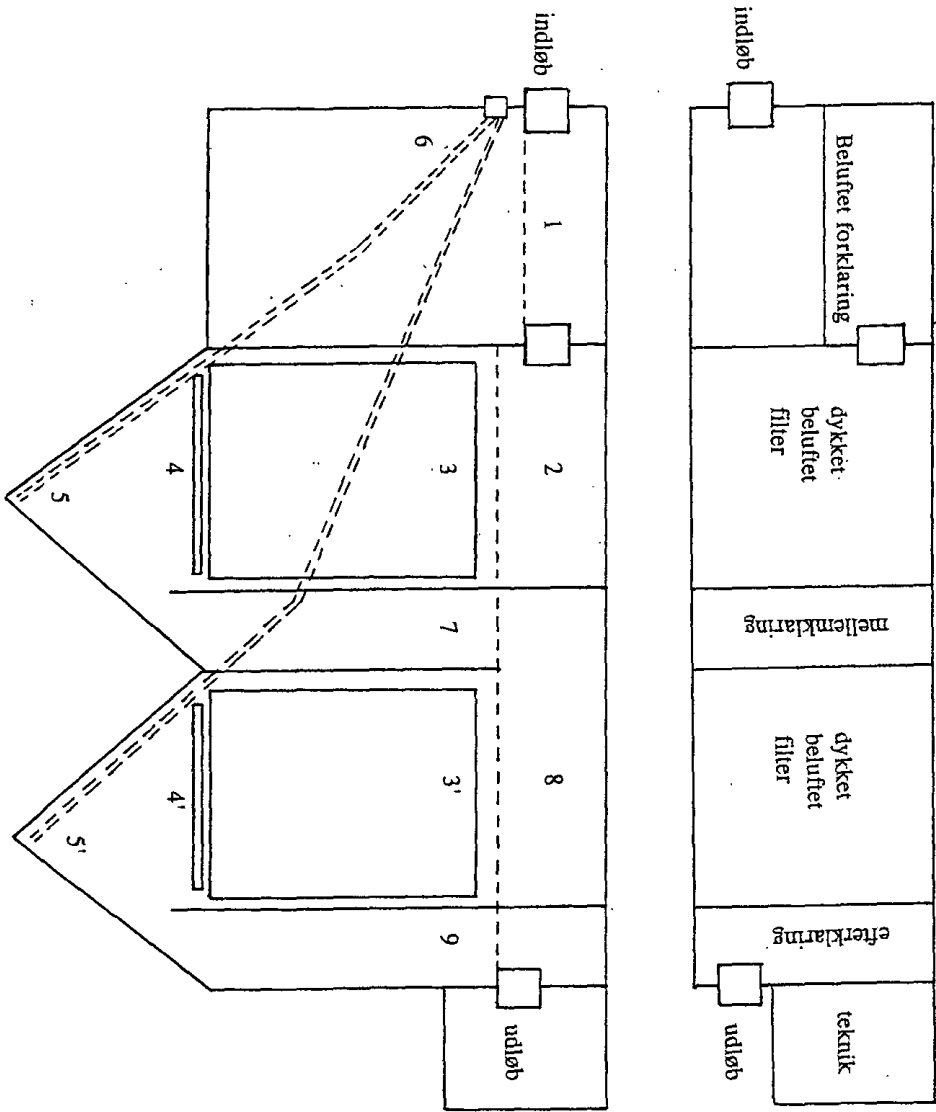 Beluftet forklaring
dykket
beluftet
filter
mellemklaring
dykket
beluftet
filter
efterklaring
teknik
indløb
udløb
indløb
1
2
8
udløb
6
3
7
3'
9
4
4'
5
5'